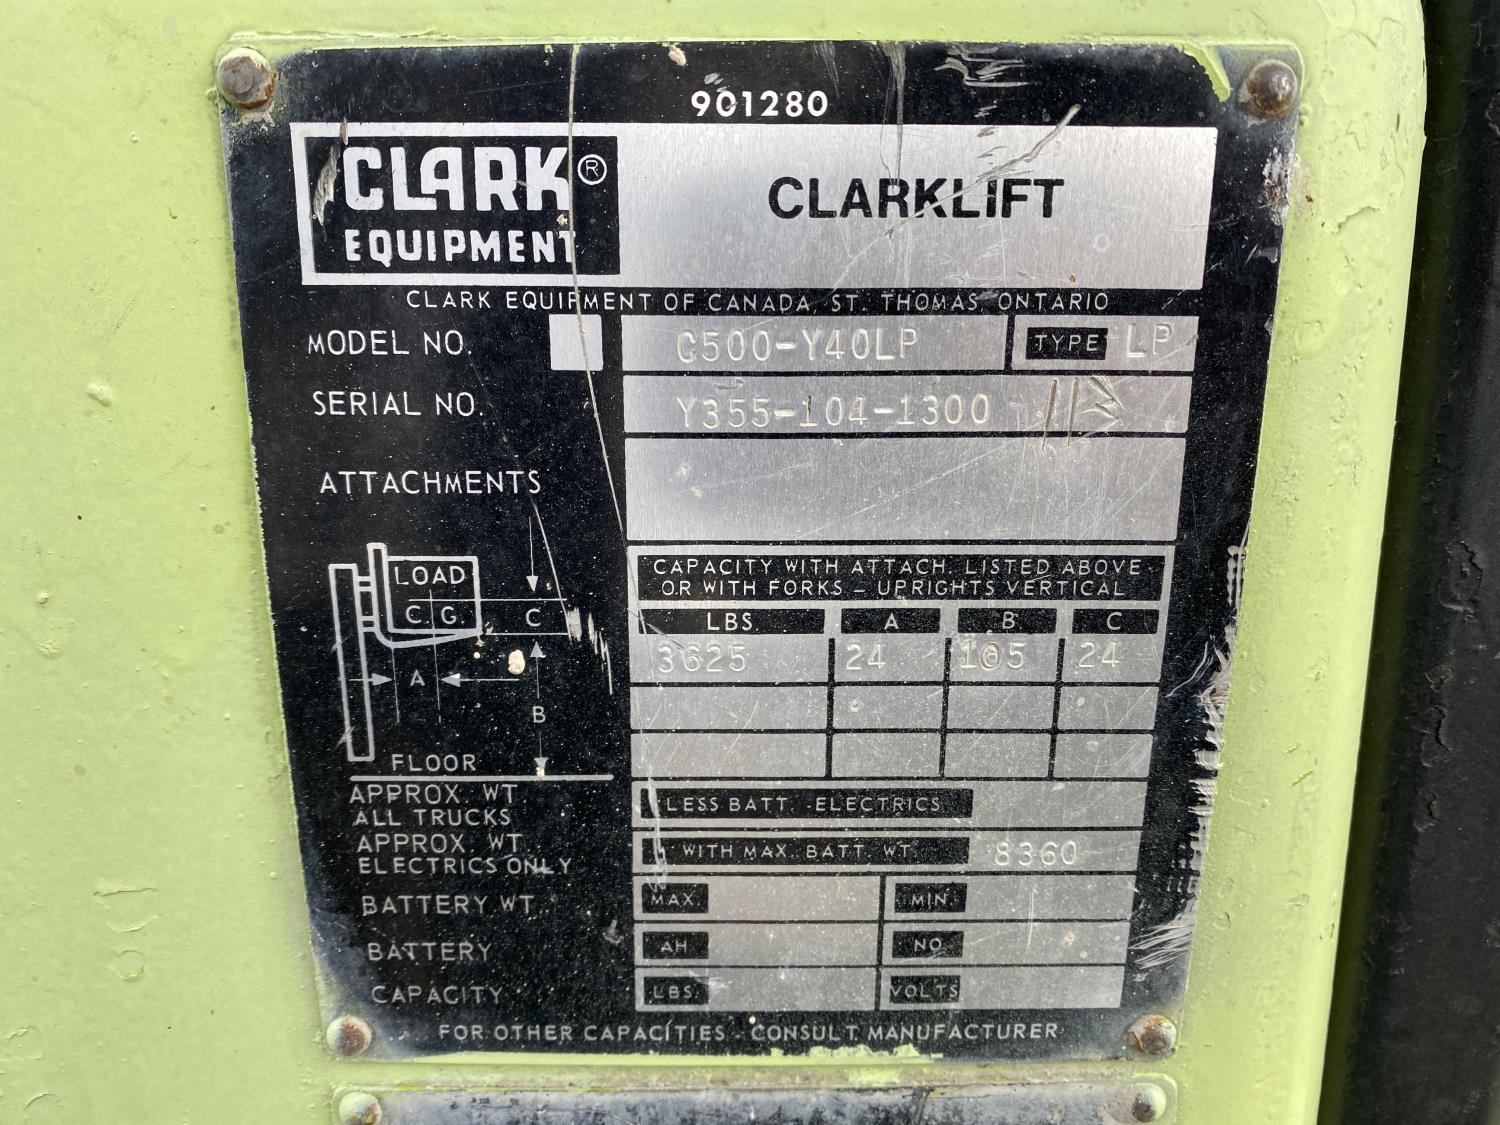 901280
CLARK®
EQUIPMENT
CLARKLIFT
CLARK EQUIPMENT OF CANADA, ST. THOMAS, ONTARIO
MODEL NO. C500-Y40LP TYPE LP
SERIAL NO. Y355-104-1300
ATTACHMENTS
LOAD
C. G.
C
A
B
FLOOR
CAPACITY WITH ATTACH. LISTED ABOVE
OR WITH FORKS - UPRIGHTS VERTICAL
LBS A B C
3625 24 105 24
APPROX. WT.
ALL TRUCKS
LESS BATT. - ELECTRICS
APPROX. WT.
ELECTRICS ONLY
WITH MAX. BATT. WT. 8360
BATTERY WT MAX. MIN.
BATTERY AH NO.
CAPACITY LBS. VOLTS
FOR OTHER CAPACITIES - CONSULT MANUFACTURER